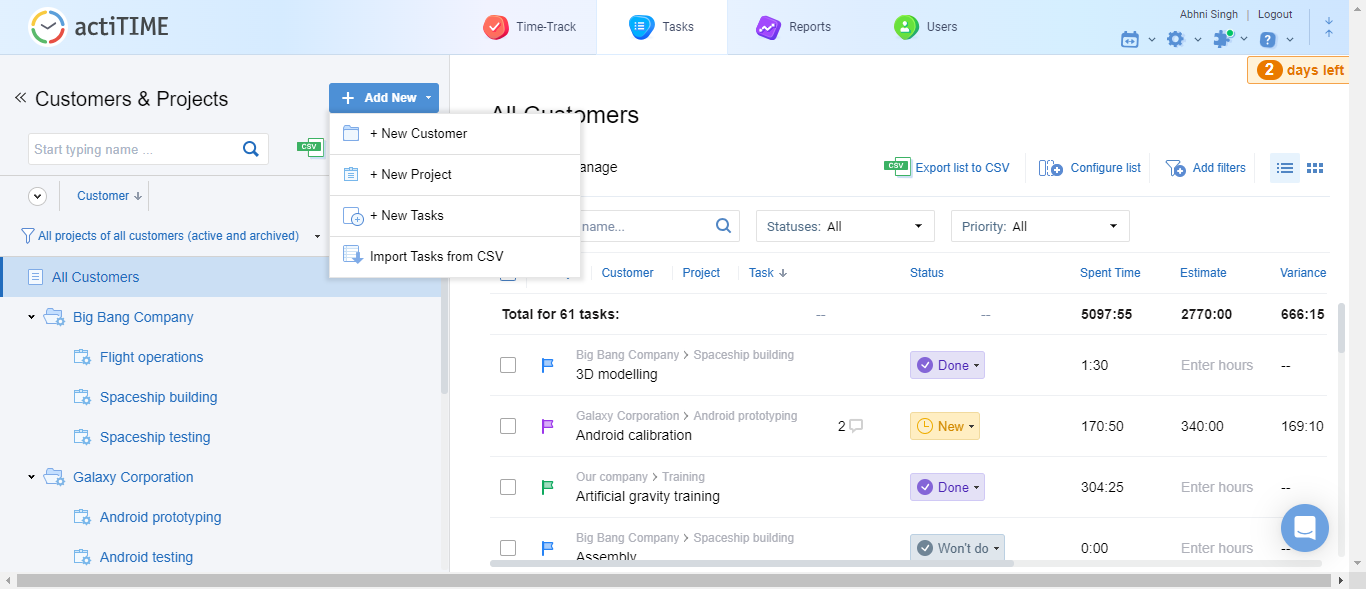 actiTIME
Time-Track
Tasks
Reports
Users
Abhni Singh | Logout
2 days left
Customers & Projects
Add New
+ New Customer
+ New Project
+ New Tasks
Import Tasks from CSV
Start typing name ...
CSV
Customer
All projects of all customers (active and archived)
All Customers
Big Bang Company
Flight operations
Spaceship building
Spaceship testing
Galaxy Corporation
Android prototyping
Android testing
All Customers
anage
CSV Export list to CSV
Configure list
Add filters
name...
Statuses: All
Priority: All
Customer Project Task Status Spent Time Estimate Variance
Total for 61 tasks: -- -- 5097:55 2770:00 666:15
Big Bang Company > Spaceship building
3D modelling Done 1:30 Enter hours --
Galaxy Corporation > Android prototyping
Android calibration 2 New 170:50 340:00 169:10
Our company > Training
Artificial gravity training Done 304:25 Enter hours --
Big Bang Company > Spaceship building
Assembly Won't do 0:00 Enter hours --